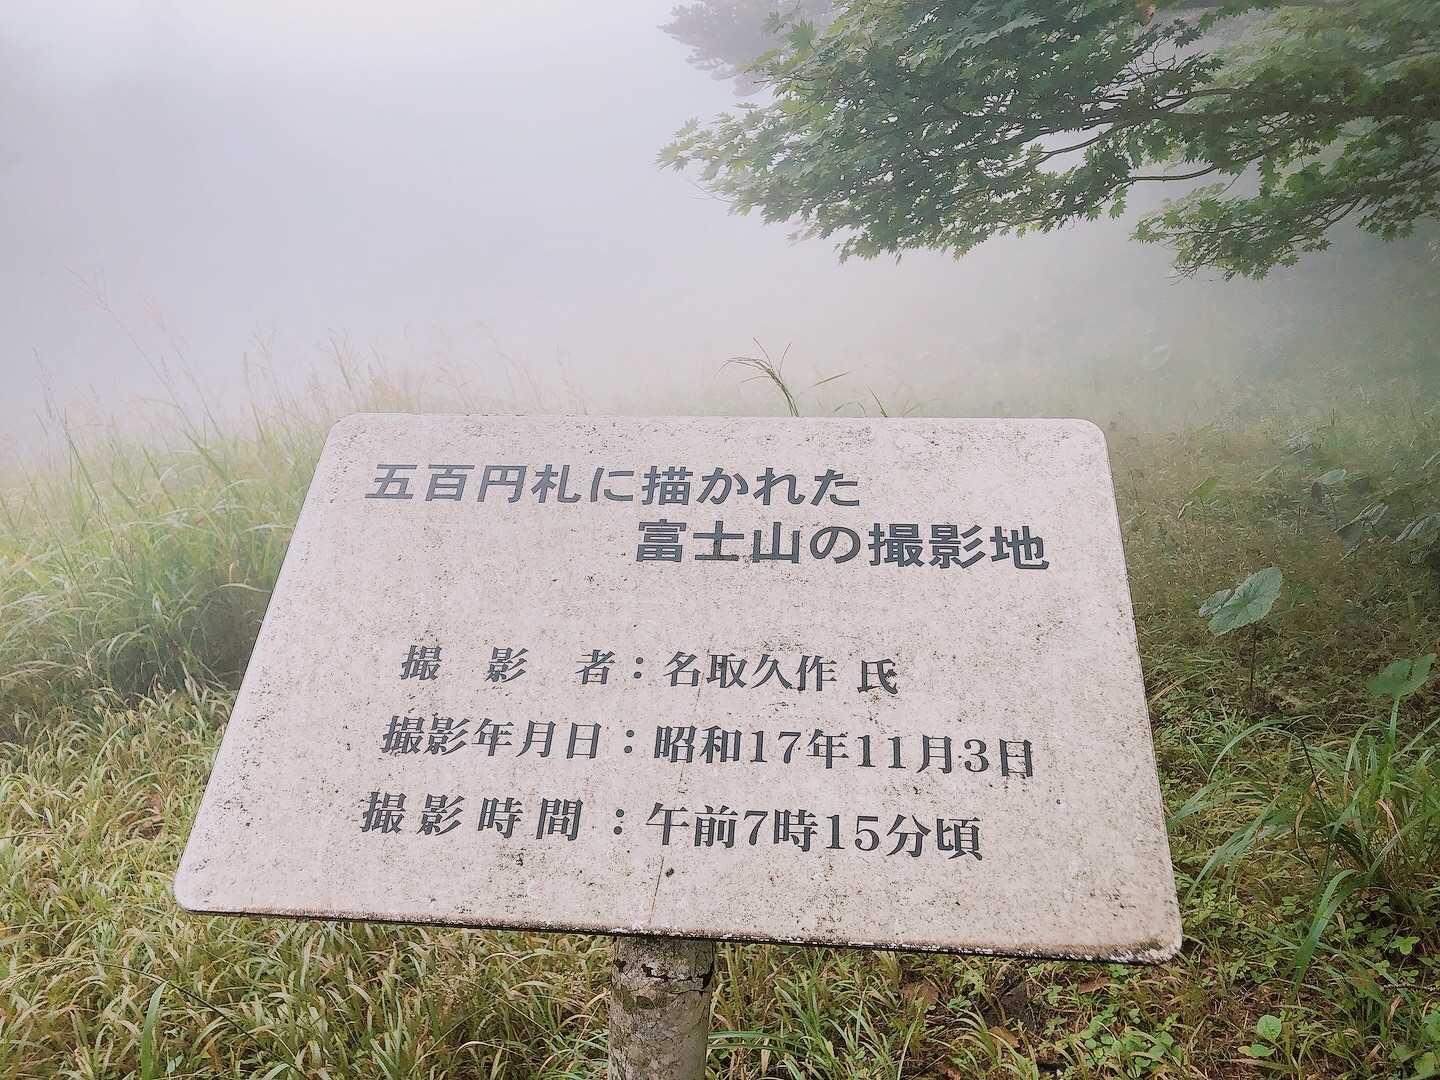 五百円札に描かれた
富士山の撮影地
撮影者：名取久作 氏
撮影年月日：昭和17年11月3日
撮影時間：午前7時15分頃